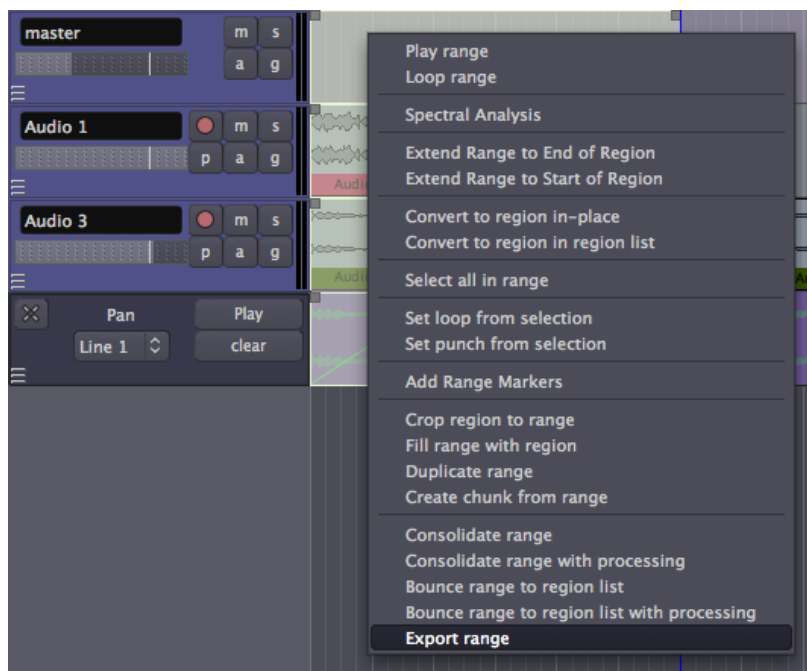 master
m s
a g
Audio 1
m s
p a g
Audi
Audio 3
m s
p a g
Audi
A
Pan
Play
Line 1
clear
Play range
Loop range
Spectral Analysis
Extend Range to End of Region
Extend Range to Start of Region
Convert to region in-place
Convert to region in region list
Select all in range
Set loop from selection
Set punch from selection
Add Range Markers
Crop region to range
Fill range with region
Duplicate range
Create chunk from range
Consolidate range
Consolidate range with processing
Bounce range to region list
Bounce range to region list with processing
Export range